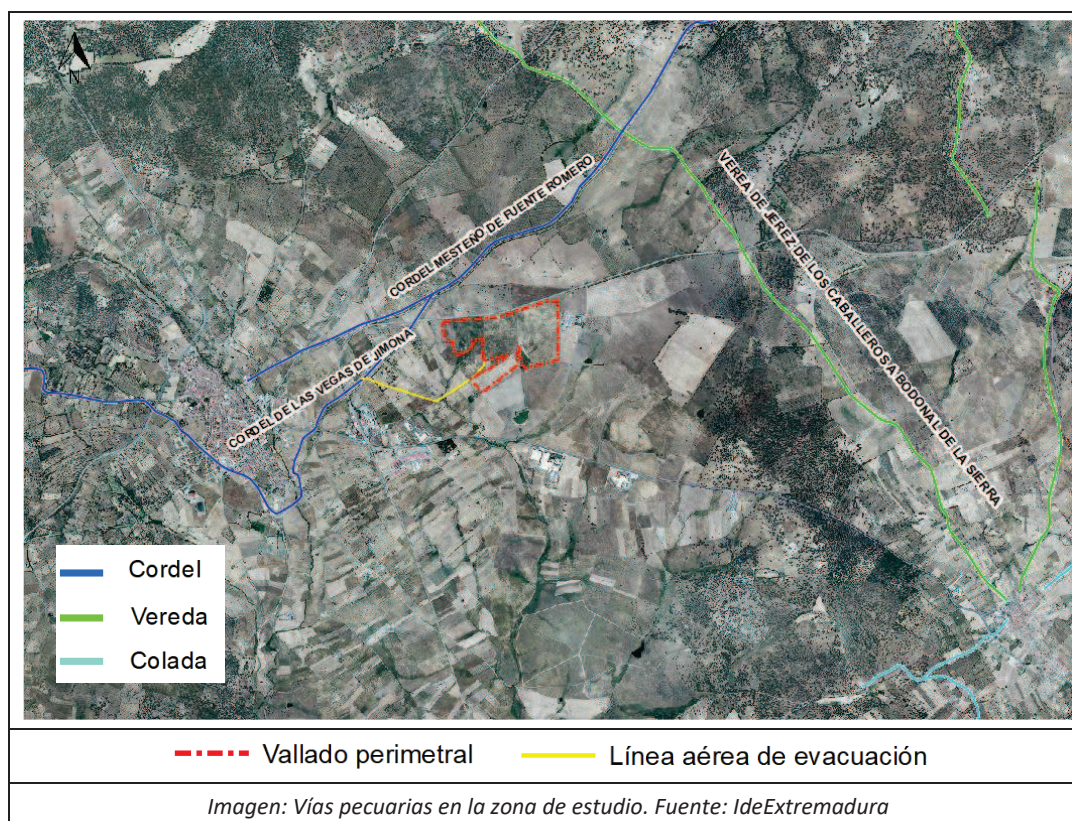 N
CORDEL MESTEÑO DE FUENTE ROMERO
VEREA DE JEREZ DE LOS CABALLEROS A BODONAL DE LA SIERRA
CORDEL DE LAS VEGAS DE JIMONA
Cordel
Vereda
Colada
Vallado perimetral
Línea aérea de evacuación
Imagen: Vías pecuarias en la zona de estudio. Fuente: IdeExtremadura